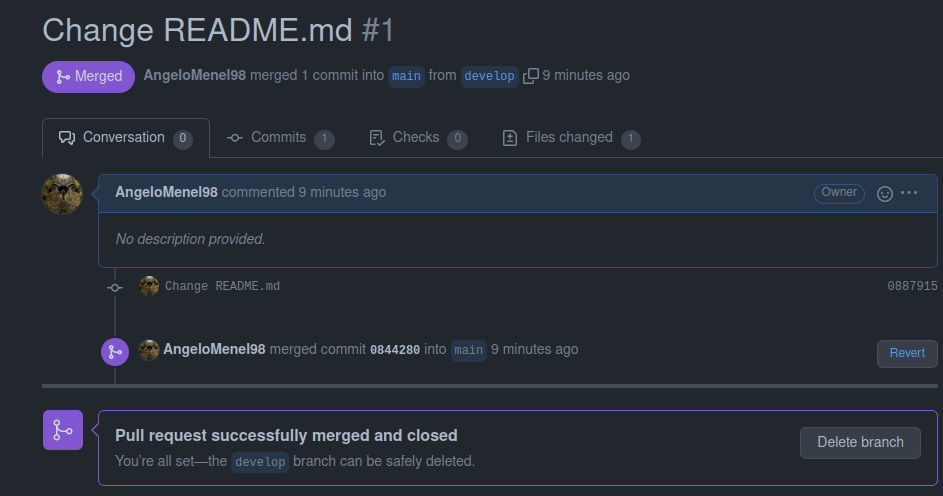 Change README.md #1
Merged AngeloMenel98 merged 1 commit into main from develop 9 minutes ago
Conversation 0 Commits 1 Checks 0 Files changed 1
AngeloMenel98 commented 9 minutes ago Owner
No description provided.
Change README.md 0887915
AngeloMenel98 merged commit 0844280 into main 9 minutes ago Revert
Pull request successfully merged and closed
You're all set—the develop branch can be safely deleted.
Delete branch